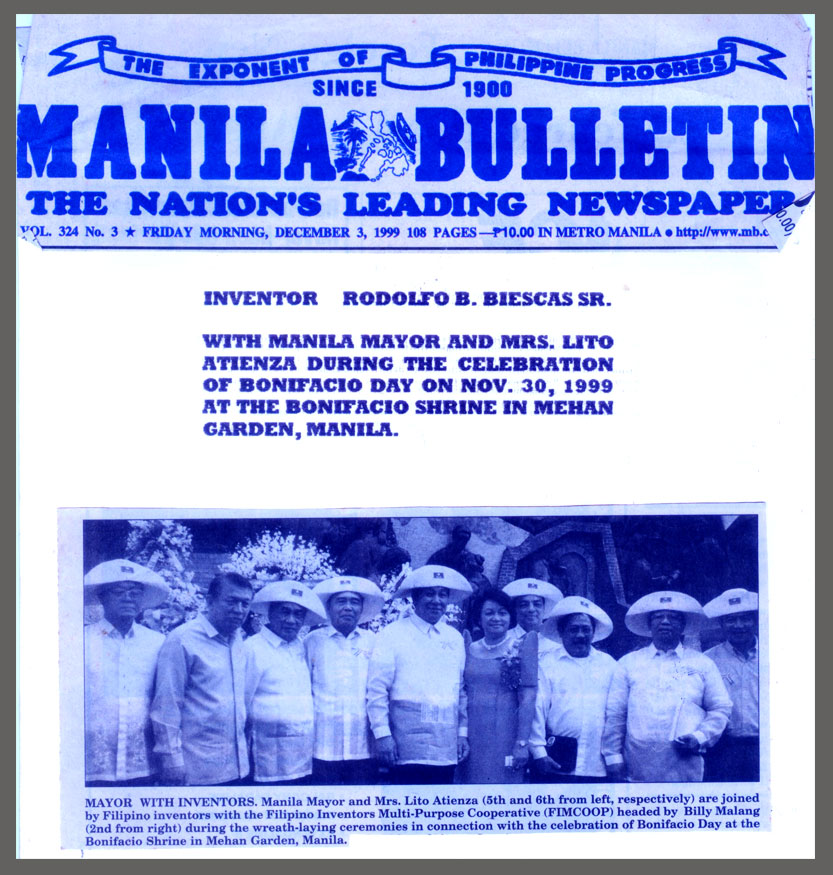 THE EXPONENT OF PHILIPPINE PROGRESS
SINCE 1900
MANILA BULLETIN
THE NATION'S LEADING NEWSPAPER
VOL. 324 No. 3 ★ FRIDAY MORNING, DECEMBER 3, 1999 108 PAGES—₱10.00 IN METRO MANILA ● http://www.mb.c
INVENTOR RODOLFO B. BIESCAS SR.
WITH MANILA MAYOR AND MRS. LITO
ATIENZA DURING THE CELEBRATION
OF BONIFACIO DAY ON NOV. 30, 1999
AT THE BONIFACIO SHRINE IN MEHAN
GARDEN, MANILA.
MAYOR WITH INVENTORS. Manila Mayor and Mrs. Lito Atienza (5th and 6th from left, respectively) are joined
by Filipino inventors with the Filipino Inventors Multi-Purpose Cooperative (FIMCOOP) headed by Billy Malang
(2nd from right) during the wreath-laying ceremonies in connection with the celebration of Bonifacio Day at the
Bonifacio Shrine in Mehan Garden, Manila.